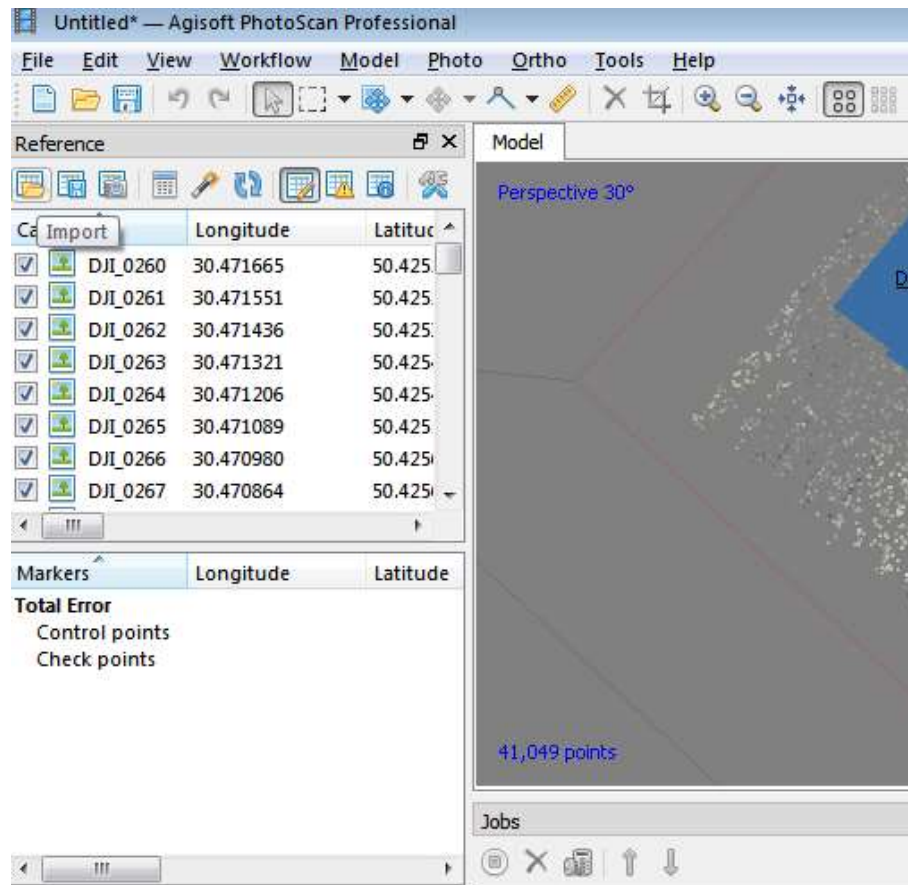 Untitled* — Agisoft PhotoScan Professional
File Edit View Workflow Model Photo Ortho Tools Help
Reference
Model
Perspective 30°
Import
Longitude
DJI_0260 30.471665
DJI_0261 30.471551
DJI_0262 30.471436
DJI_0263 30.471321
DJI_0264 30.471206
DJI_0265 30.471089 50.425
DJI_0266 30.470980
DJI_0267 30.470864
Markers Longitude Latitude
Total Error
Control points
Check points
41,049 points
Jobs